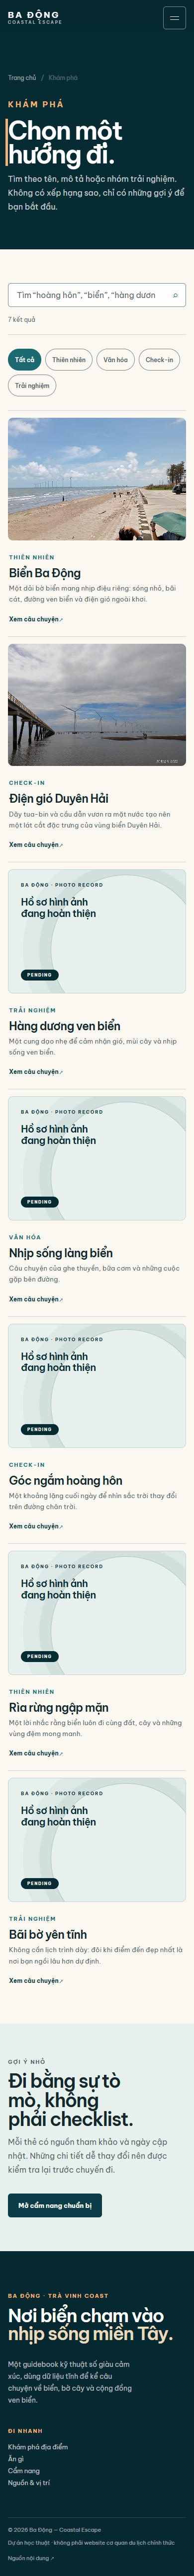 BA ĐỘNG
COASTAL ESCAPE
Trang chủ / Khám phá
KHÁM PHÁ
Chọn một
hướng đi.
Tìm theo tên, mô tả hoặc nhóm trải nghiệm.
Không có xếp hạng sao, chỉ có những gợi ý để
bạn bắt đầu.
Tìm “hoàng hôn”, “biển”, “hàng dươn
7 kết quả
Tất cả
Thiên nhiên
Văn hóa
Check-in
Trải nghiệm
THIÊN NHIÊN
Biển Ba Động
Một dải bờ biển mang nhịp điệu riêng: sóng nhỏ, bãi
cát, đường ven biển và điện gió ngoài khơi.
Xem câu chuyện↗
CHECK-IN
Điện gió Duyên Hải
Dãy tua-bin và cầu dẫn vươn ra mặt nước tạo nên
một lát cắt đặc trưng của vùng biển Duyên Hải.
Xem câu chuyện↗
BA ĐỘNG · PHOTO RECORD
Hồ sơ hình ảnh
đang hoàn thiện
PENDING
TRẢI NGHIỆM
Hàng dương ven biển
Một cung dạo nhẹ để cảm nhận gió, mùi cây và nhịp
sống ven biển.
Xem câu chuyện↗
BA ĐỘNG · PHOTO RECORD
Hồ sơ hình ảnh
đang hoàn thiện
PENDING
VĂN HÓA
Nhịp sống làng biển
Câu chuyện của ghe thuyền, bữa cơm và những cuộc
gặp bên đường.
Xem câu chuyện↗
BA ĐỘNG · PHOTO RECORD
Hồ sơ hình ảnh
đang hoàn thiện
PENDING
CHECK-IN
Góc ngắm hoàng hôn
Một khoảng lặng cuối ngày để nhìn sắc trời thay đổi
trên đường chân trời.
Xem câu chuyện↗
BA ĐỘNG · PHOTO RECORD
Hồ sơ hình ảnh
đang hoàn thiện
PENDING
THIÊN NHIÊN
Rìa rừng ngập mặn
Một lời nhắc rằng biển luôn đi cùng đất, cây và những
vùng đệm mong manh.
Xem câu chuyện↗
BA ĐỘNG · PHOTO RECORD
Hồ sơ hình ảnh
đang hoàn thiện
PENDING
TRẢI NGHIỆM
Bãi bờ yên tĩnh
Không cần lịch trình dày: đôi khi điểm đến đẹp nhất là
nơi bạn ngồi lâu hơn dự định.
Xem câu chuyện↗
GỢI Ý NHỎ
Đi bằng sự tò
mò, không
phải checklist.
Mỗi thẻ có nguồn tham khảo và ngày cập
nhật. Những chi tiết dễ thay đổi nên được
kiểm tra lại trước chuyến đi.
Mở cẩm nang chuẩn bị
BA ĐỘNG · TRÀ VINH COAST
Nơi biển chạm vào
nhịp sống miền Tây.
Một guidebook kỹ thuật số giàu cảm
xúc, dùng dữ liệu tĩnh để kể câu
chuyện về biển, bờ cây và cộng đồng
ven biển.
ĐI NHANH
Khám phá địa điểm
Ăn gì
Cẩm nang
Nguồn & vị trí
© 2026 Ba Động — Coastal Escape
Dự án học thuật · không phải website cơ quan du lịch chính thức
Nguồn nội dung ↗